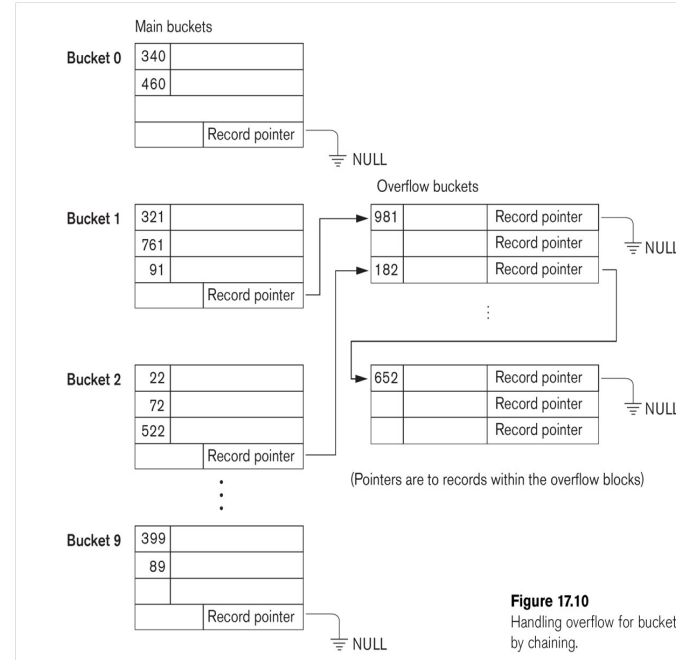 Main buckets
Bucket 0
340
460
Record pointer
NULL
Overflow buckets
Bucket 1
321
761
91
Record pointer
981 Record pointer
Record pointer
182 Record pointer
NULL
Bucket 2
22
72
522
Record pointer
652 Record pointer
Record pointer
Record pointer
NULL
(Pointers are to records within the overflow blocks)
Bucket 9
399
89
Record pointer
NULL
Figure 17.10
Handling overflow for bucket
by chaining.